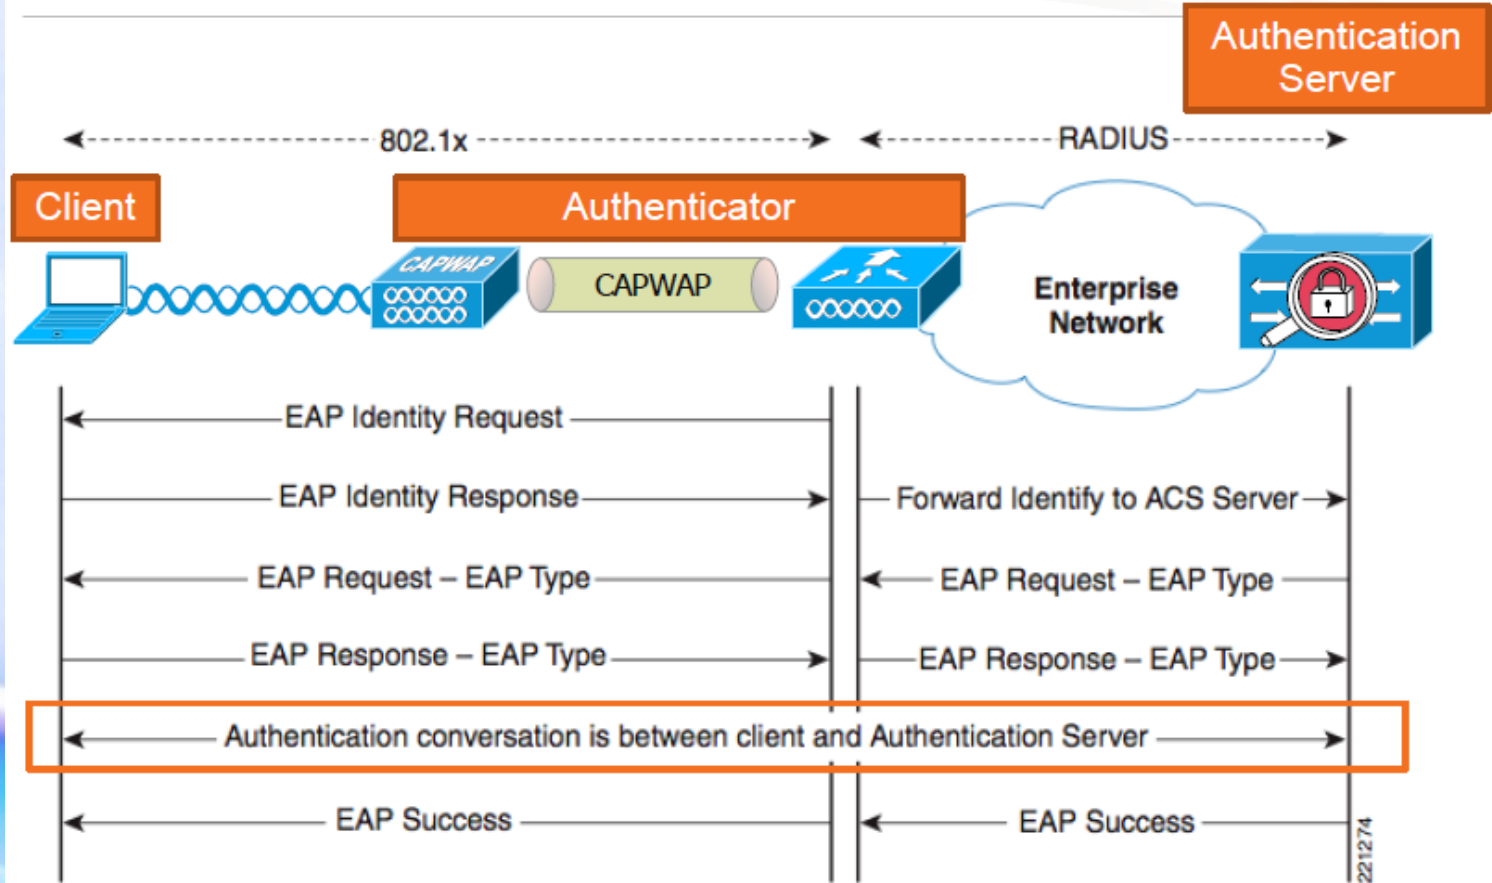 Authentication
Server
802.1x
RADIUS
Client
Authenticator
CAPWAP
CAPWAP
Enterprise
Network
EAP Identity Request
EAP Identity Response
Forward Identify to ACS Server
EAP Request – EAP Type
EAP Request – EAP Type
EAP Response – EAP Type
EAP Response – EAP Type
Authentication conversation is between client and Authentication Server
EAP Success
EAP Success
221274